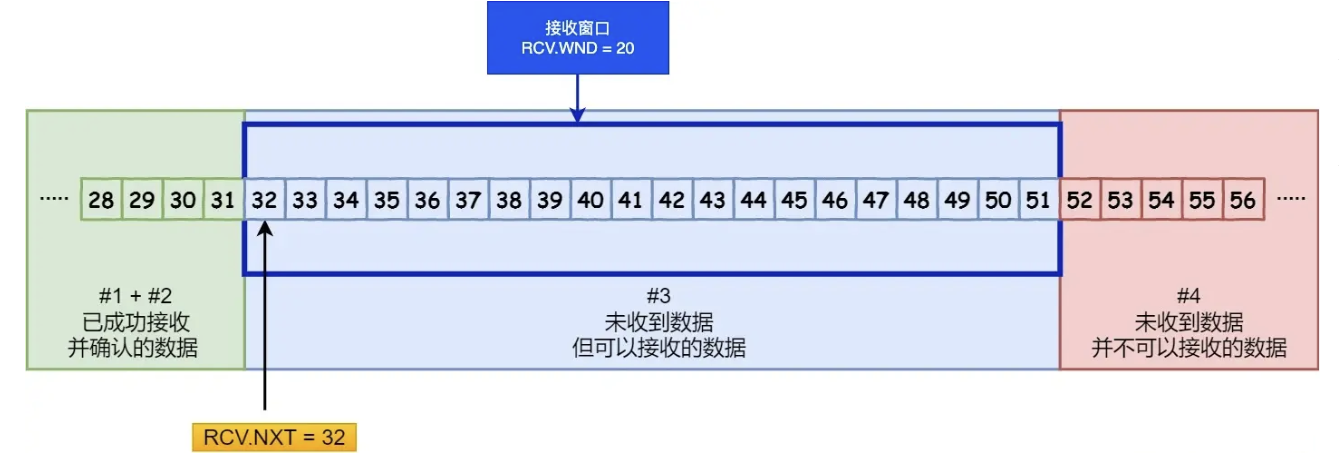 接收窗口
RCV.WND = 20
····· 28 29 30 31 32 33 34 35 36 37 38 39 40 41 42 43 44 45 46 47 48 49 50 51 52 53 54 55 56 ·····
#1 + #2
已成功接收
并确认的数据
#3
未收到数据
但可以接收的数据
#4
未收到数据
并不可以接收的数据
RCV.NXT = 32